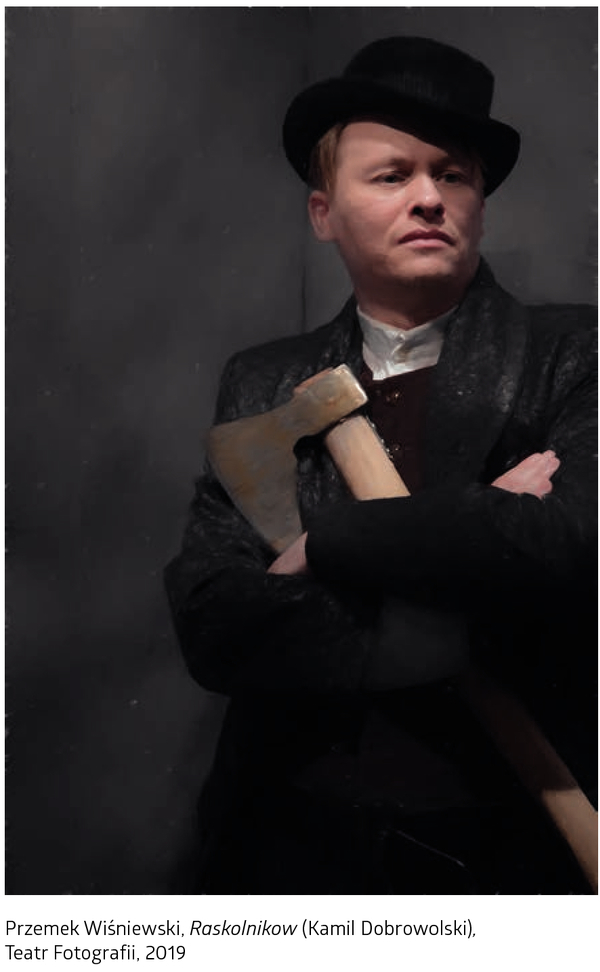 Przemek Wiśniewski, Raskolnikow (Kamil Dobrowolski),
Teatr Fotografii, 2019